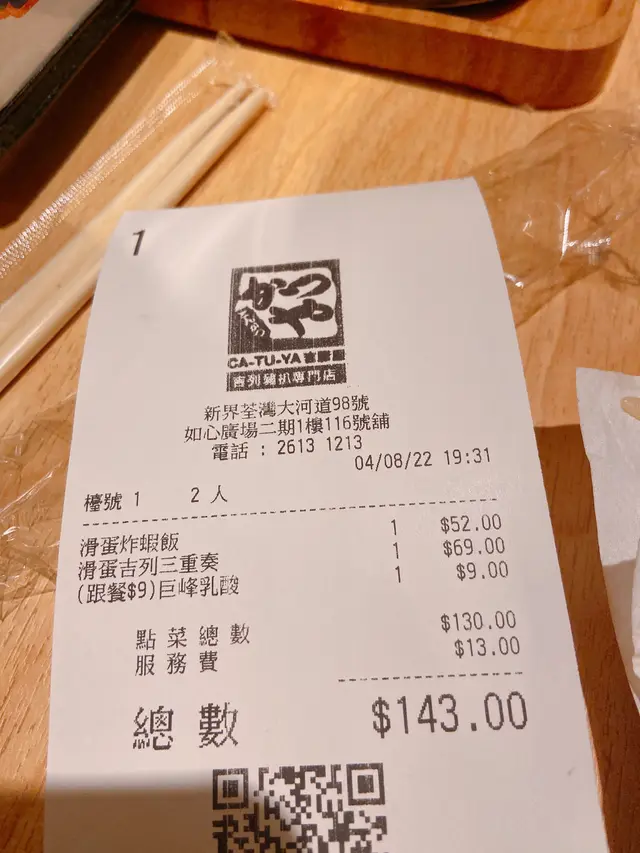 1
かつや
CA-TU-YA 吉豚屋
吉列豬扒專門店
新界荃灣大河道98號
如心廣場二期1樓116號舖
電話 : 2613 1213
04/08/22 19:31
檯號 1 2 人
滑蛋炸蝦飯 1 $52.00
滑蛋吉列三重奏 1 $69.00
(跟餐$9)巨峰乳酸 1 $9.00
點菜總數 $130.00
服務費 $13.00
總數 $143.00